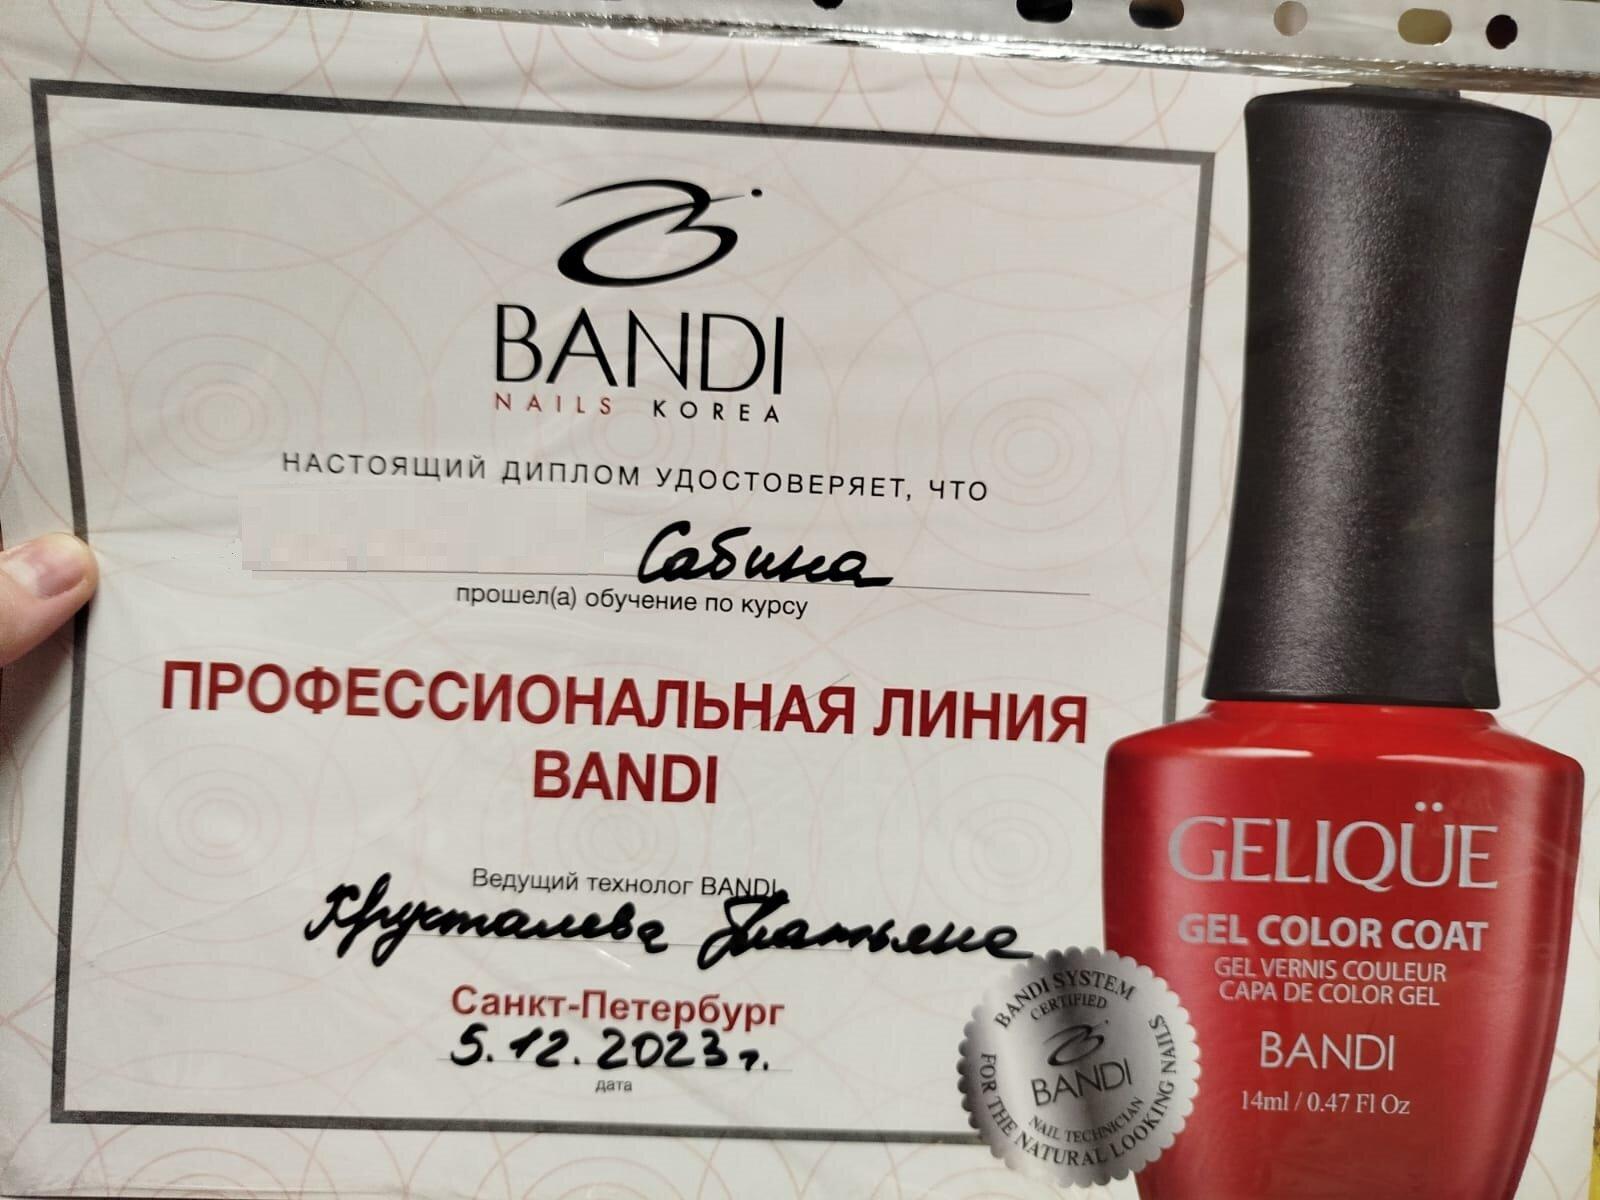 BANDI
NAILS KOREA
НАСТОЯЩИЙ ДИПЛОМ УДОСТОВЕРЯЕТ, ЧТО
Сабина
прошел(а) обучение по курсу
ПРОФЕССИОНАЛЬНАЯ ЛИНИЯ
BANDI
Ведущий технолог BANDI
Хрусталева Татьяна
Санкт-Петербург
5.12.2023г.
дата
BANDI SYSTEM
CERTIFIED
BANDI
NAIL TECHNICIAN
FOR THE NATURAL LOOKING NAILS
GELIQÜE
GEL COLOR COAT
GEL VERNIS COULEUR
CAPA DE COLOR GEL
BANDI
14ml / 0.47 Fl Oz